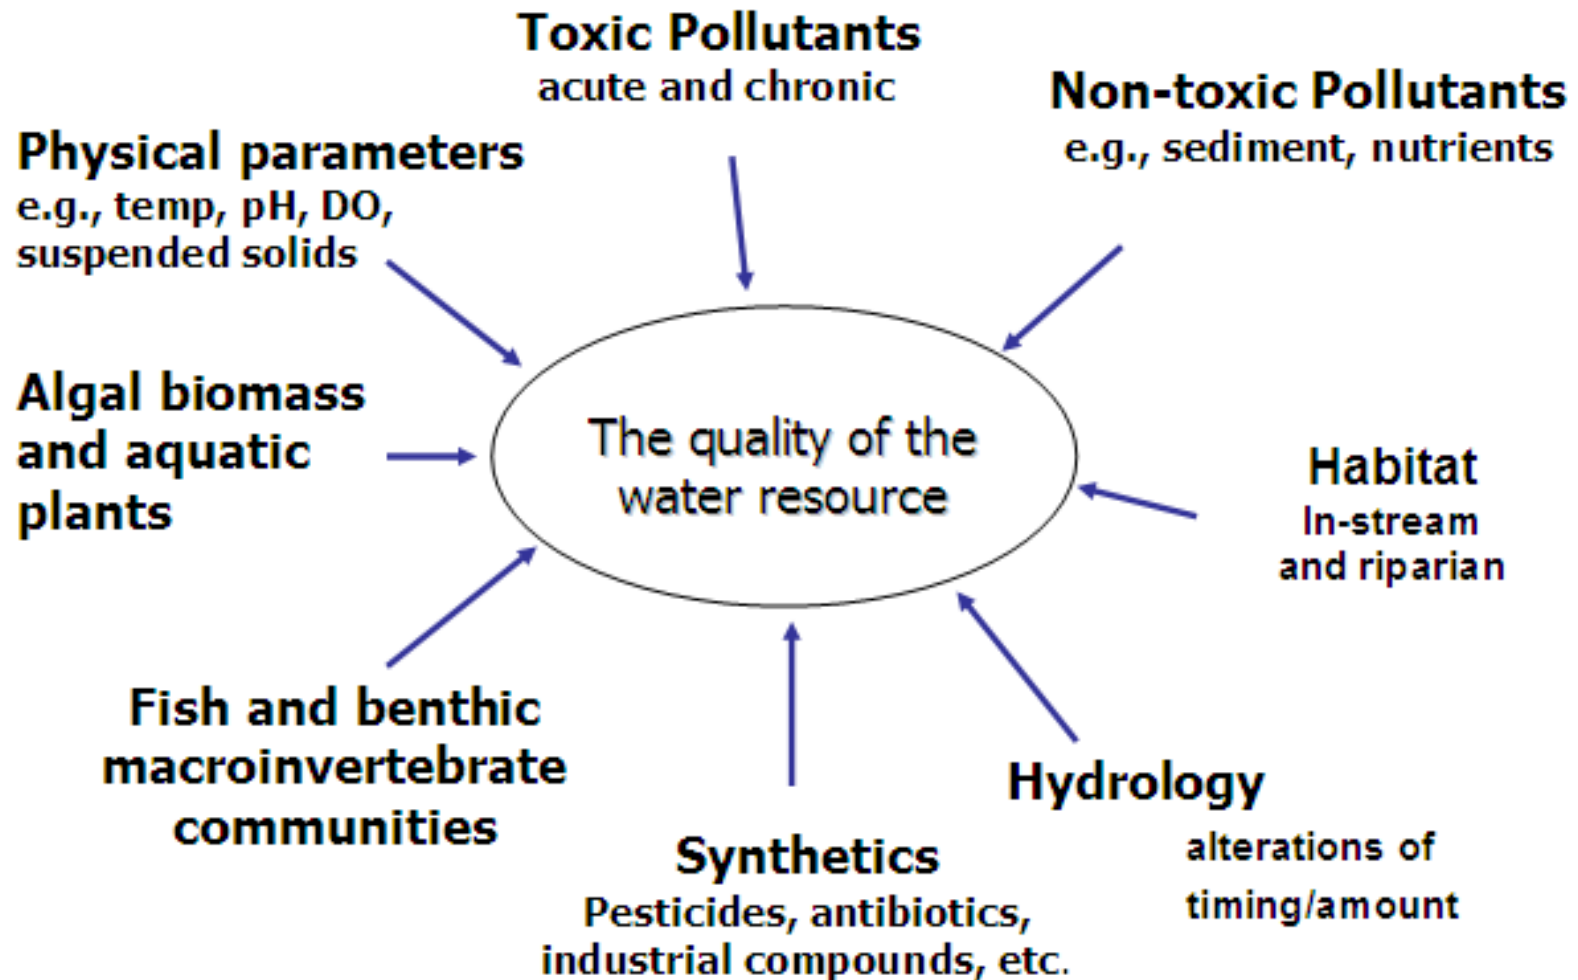 Toxic Pollutants
acute and chronic
Non-toxic Pollutants
e.g., sediment, nutrients
Physical parameters
e.g., temp, pH, DO,
suspended solids
Algal biomass
and aquatic
plants
The quality of the
water resource
Habitat
In-stream
and riparian
Fish and benthic
macroinvertebrate
communities
Hydrology
alterations of
timing/amount
Synthetics
Pesticides, antibiotics,
industrial compounds, etc.